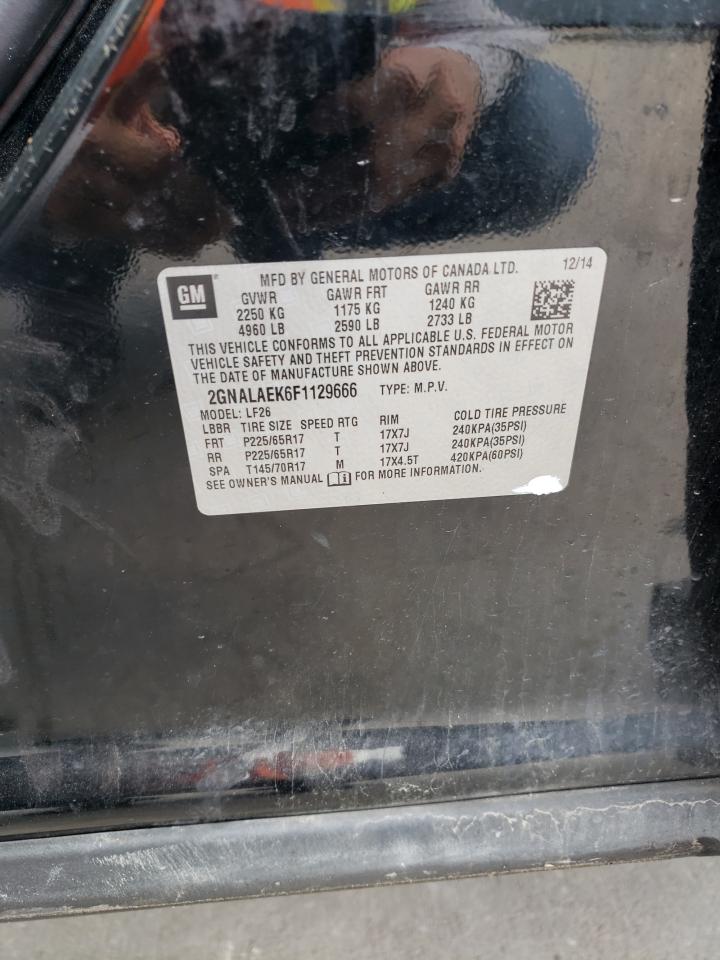 GM
MFD BY GENERAL MOTORS OF CANADA LTD. 12/14
GVWR GAWR FRT GAWR RR
2250 KG 1175 KG 1240 KG
4960 LB 2590 LB 2733 LB
THIS VEHICLE CONFORMS TO ALL APPLICABLE U.S. FEDERAL MOTOR
VEHICLE SAFETY AND THEFT PREVENTION STANDARDS IN EFFECT ON
THE DATE OF MANUFACTURE SHOWN ABOVE.
2GNALAEK6F1129666 TYPE: M.P.V.
MODEL: LF26
LBBR TIRE SIZE SPEED RTG RIM COLD TIRE PRESSURE
FRT P225/65R17 T 17X7J 240KPA(35PSI)
RR P225/65R17 T 17X7J 240KPA(35PSI)
SPA T145/70R17 M 17X4.5T 420KPA(60PSI)
SEE OWNER'S MANUAL FOR MORE INFORMATION.